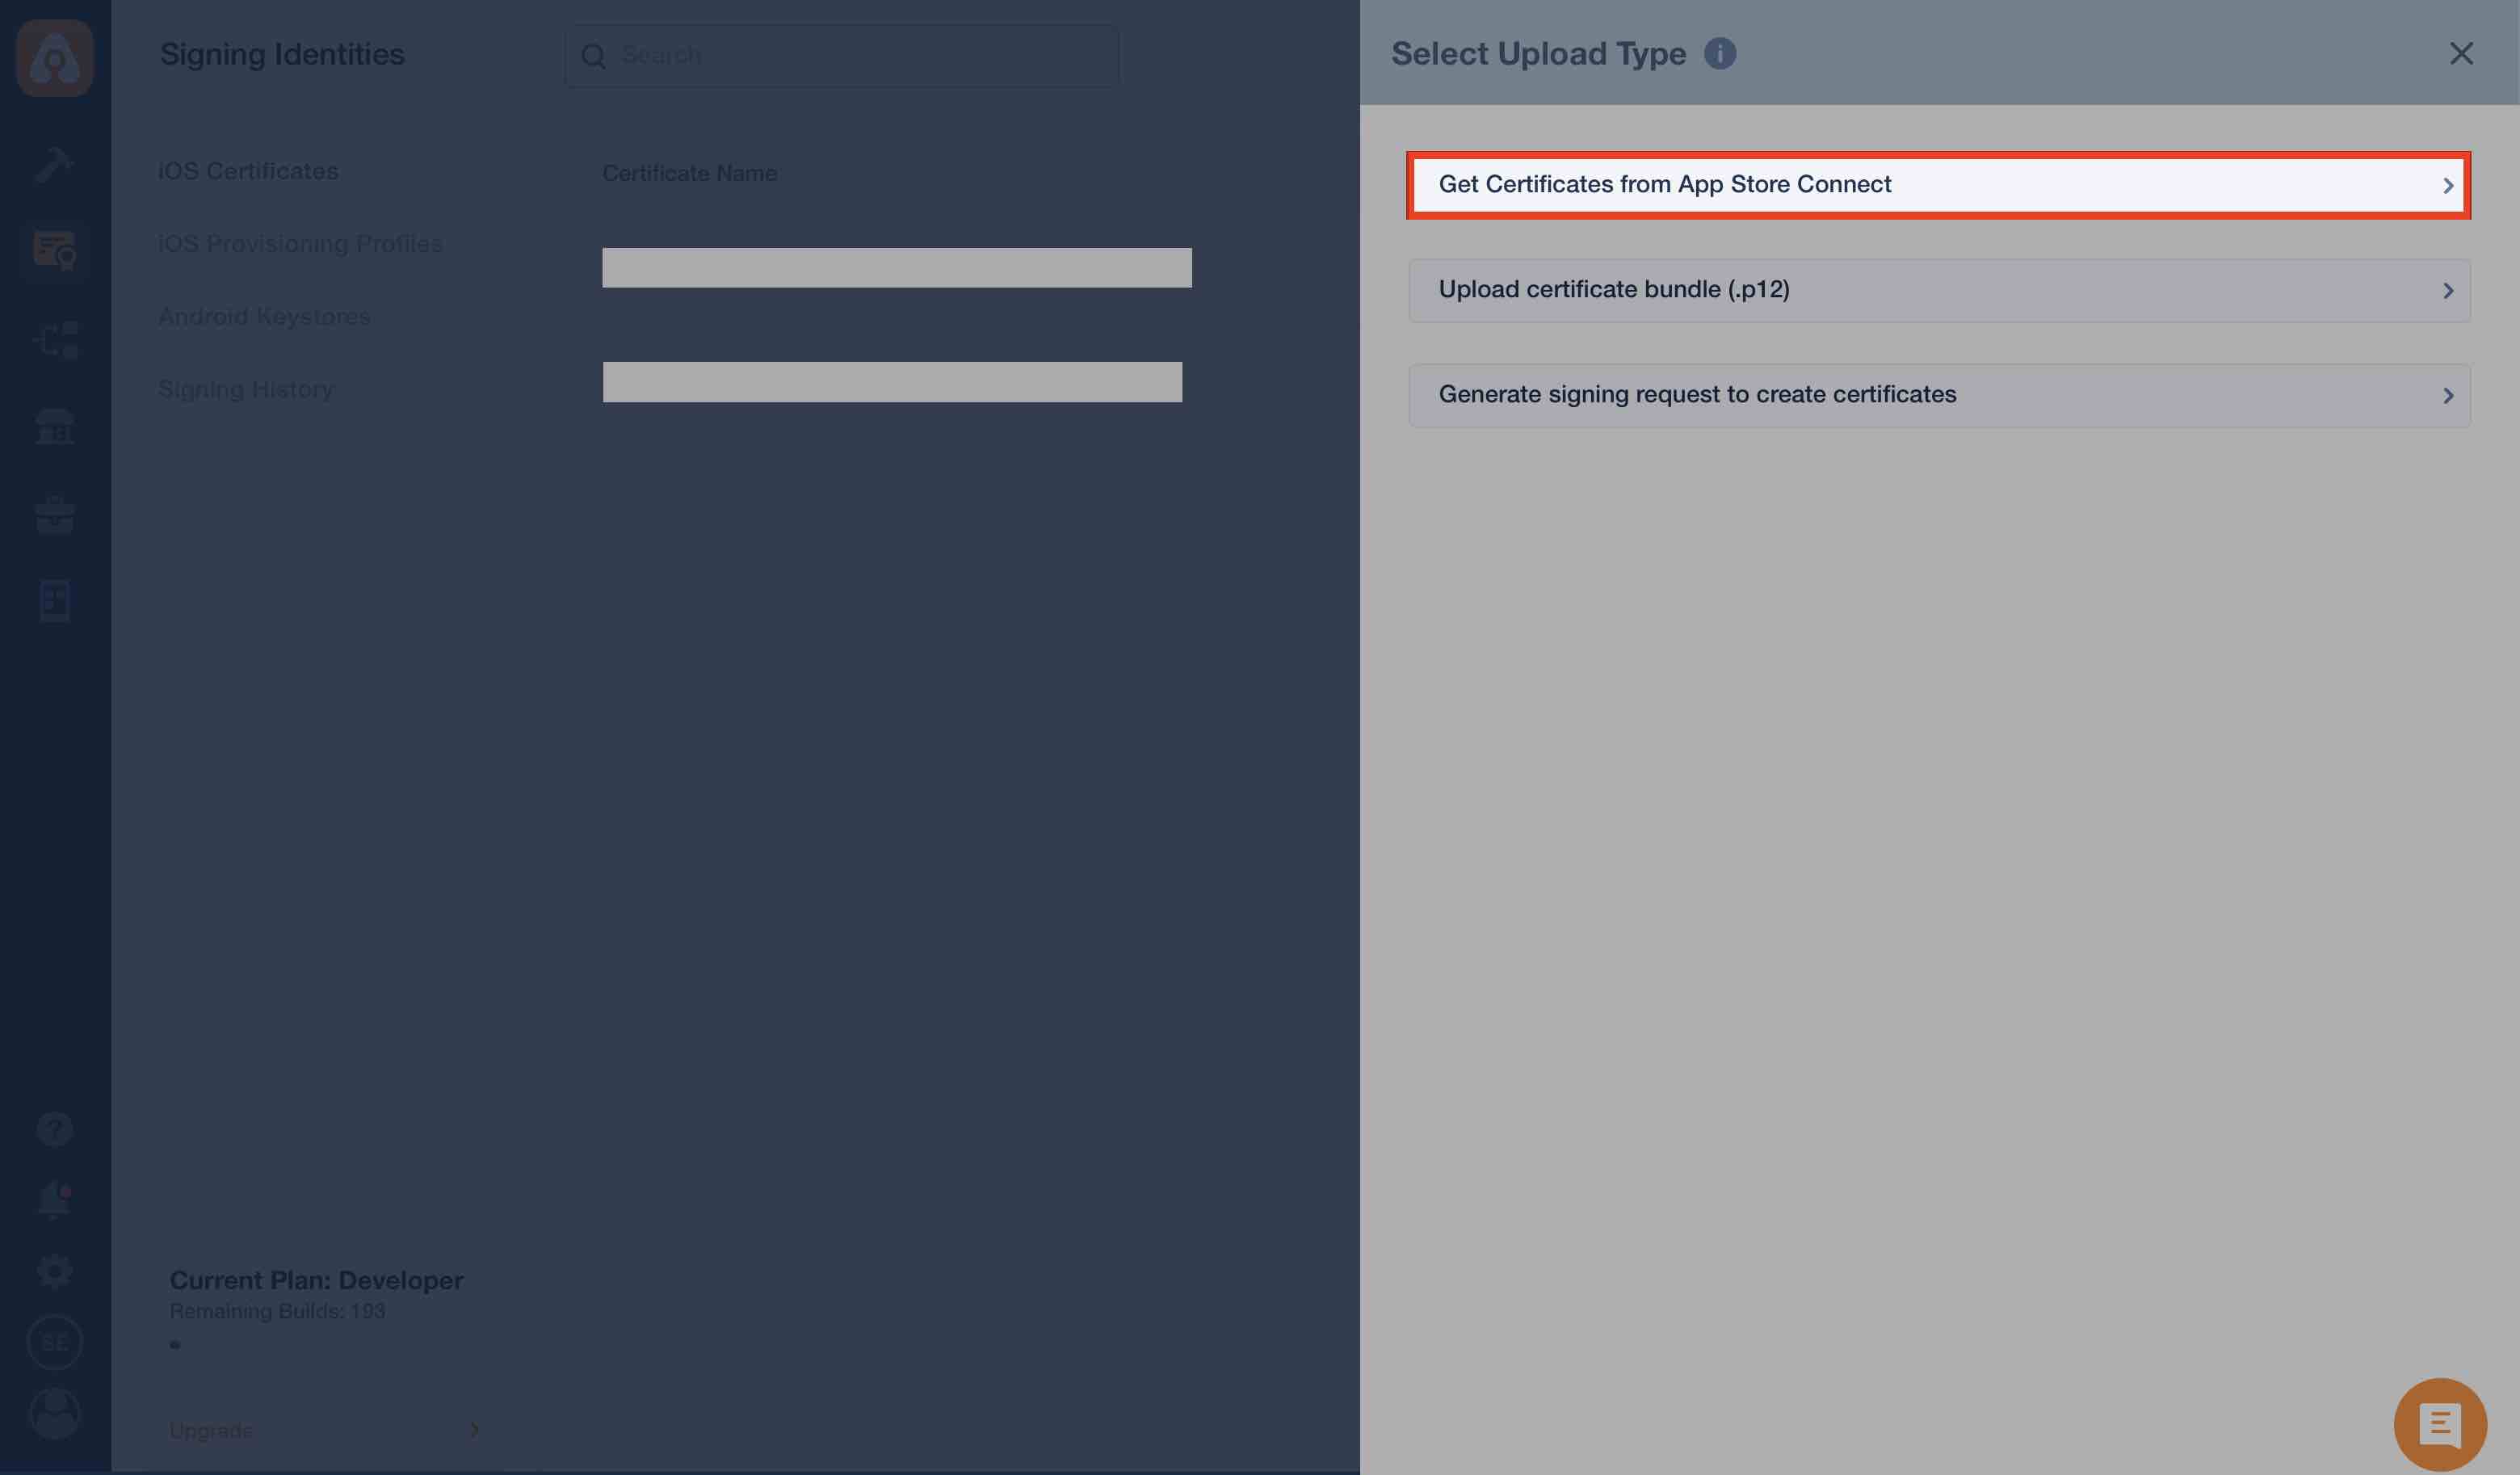 Signing Identities
Search
iOS Certificates
iOS Provisioning Profiles
Android Keystores
Signing History
Certificate Name
Current Plan: Developer
Remaining Builds: 193
BE
Upgrade
Select Upload Type
Get Certificates from App Store Connect
Upload certificate bundle (.p12)
Generate signing request to create certificates